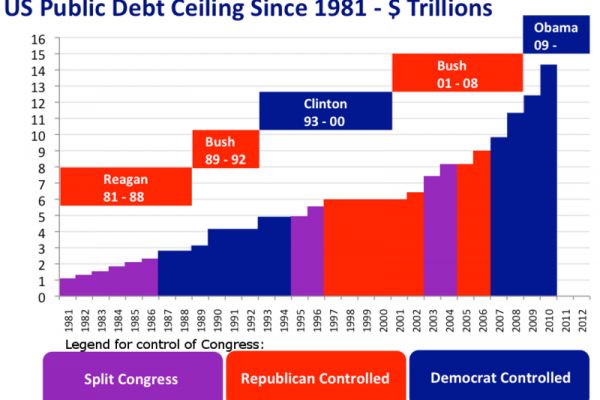 US Public Debt Ceiling Since 1981 - $ Trillions
Obama
09 -
Bush
01 - 08
Clinton
93 - 00
Bush
89 - 92
Reagan
81 - 88
16
15
14
13
12
11
10
9
8
7
6
5
4
3
2
1
0
1981 1982 1983 1984 1985 1986 1987 1988 1989 1990 1991 1992 1993 1994 1995 1996 1997 1998 1999 2000 2001 2002 2003 2004 2005 2006 2007 2008 2009 2010 2011 2012
Legend for control of Congress:
Split Congress Republican Controlled Democrat Controlled